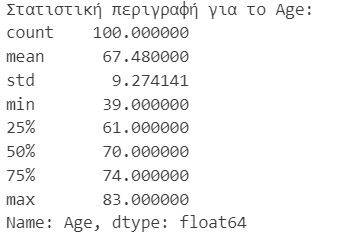 Στατιστική περιγραφή για το Age:
count    100.000000
mean      67.480000
std        9.274141
min       39.000000
25%       61.000000
50%       70.000000
75%       74.000000
max       83.000000
Name: Age, dtype: float64